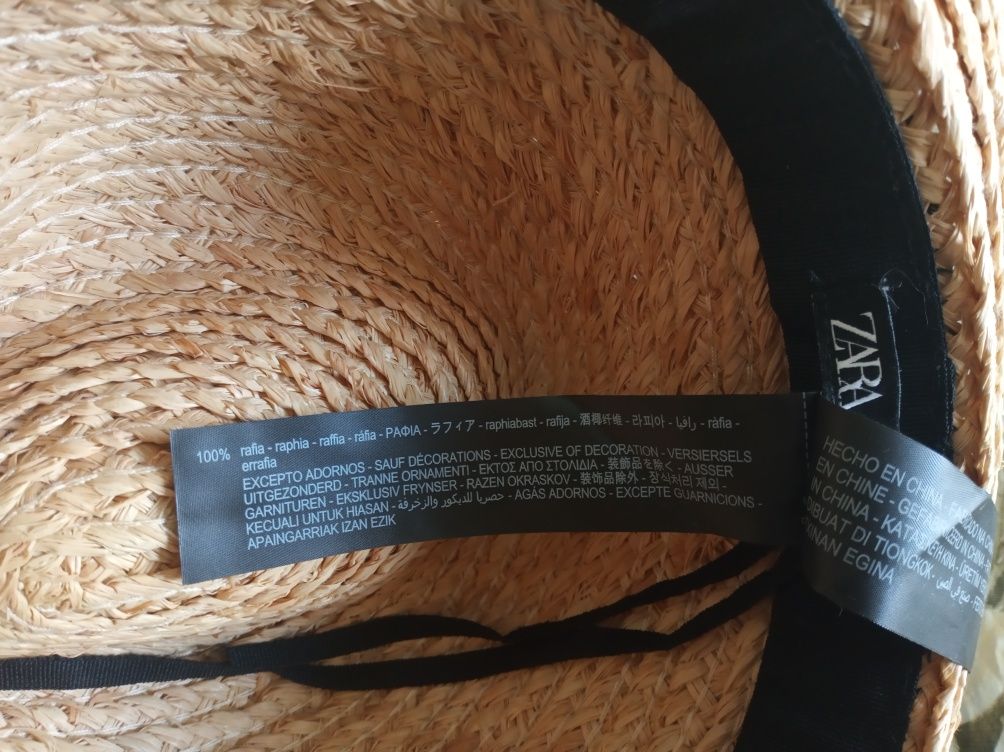 ZARA
100% rafia - raphia - raffia - ráfia - ΡΑΦΙΑ - ラフィア - raphiabast - rafija - 酒椰纤维 - 라피아 - رافيا - ràfia -
errafia
EXCEPTO ADORNOS - SAUF DÉCORATIONS - EXCLUSIVE OF DECORATION - VERSIERSELS
UITGEZONDERD - TRANNE ORNAMENTI - ΕΚΤΟΣ ΑΠΟ ΣΤΟΛΙΔΙΑ - 装飾品を除く - AUSSER
GARNITUREN - EKSKLUSIV FRYNSER - RAZEN OKRASKOV - 装饰品除外 - 장식처리 제외 -
KECUALI UNTUK HIASAN - حصريا للديكور والزخرفة - AGÁS ADORNOS - EXCEPTE GUARNICIONS -
APAINGARRIAK IZAN EZIK
HECHO EN CHINA
EN CHINE
IN CHINA
DIBUAT DI TIONGKOK - صنع في الصين
EGINA